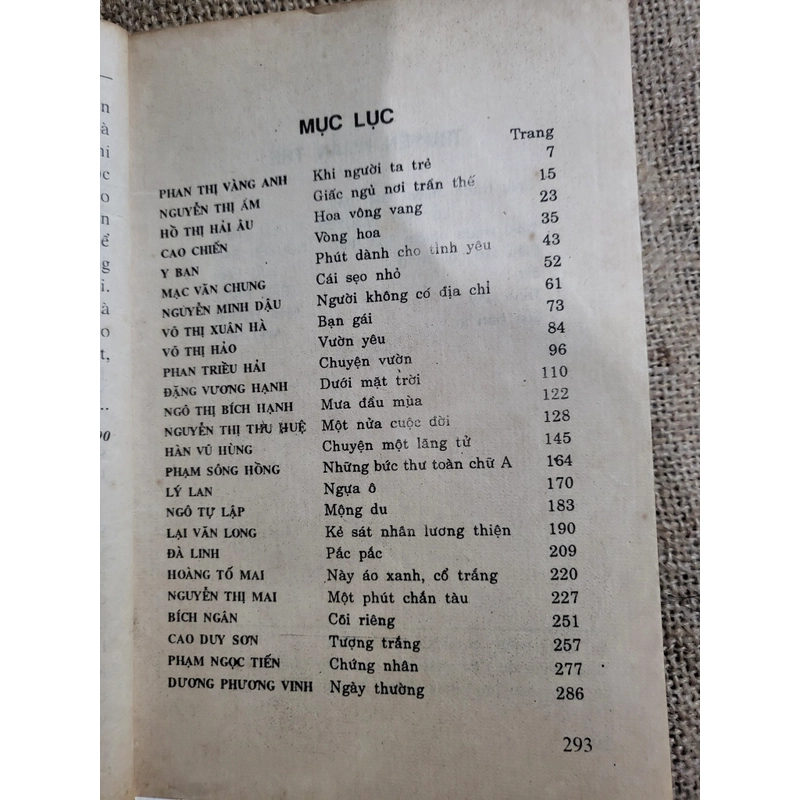 n
à
ni
c
o
n
ề
g
i.
à
o
t,
...
00
MỤC LỤC
Trang
PHAN THỊ VÀNG ANH Khi người ta trẻ 7
NGUYỄN THỊ ẤM Giấc ngủ nơi trần thế 15
HỒ THỊ HẢI ÂU Hoa vông vang 23
CAO CHIẾN Vòng hoa 35
Y BAN Phút dành cho tình yêu 43
MẠC VĂN CHUNG Cái sẹo nhỏ 52
NGUYỄN MINH DẬU Người không có địa chỉ 61
VÕ THỊ XUÂN HÀ Bạn gái 73
VÕ THỊ HẢO Vườn yêu 84
PHAN TRIỀU HẢI Chuyện vườn 96
ĐẶNG VƯƠNG HẠNH Dưới mặt trời 110
NGÔ THỊ BÍCH HẠNH Mưa đầu mùa 122
NGUYỄN THỊ THU HUỆ Một nửa cuộc đời 128
HÀN VŨ HÙNG Chuyện một lãng tử 145
PHẠM SÔNG HỒNG Những bức thư toàn chữ A 164
LÝ LAN Ngựa ô 170
NGÔ TỰ LẬP Mộng du 183
LẠI VĂN LONG Kẻ sát nhân lương thiện 190
ĐÀ LINH Pắc pắc 209
HOÀNG TỐ MAI Này áo xanh, cổ trắng 220
NGUYỄN THỊ MAI Một phút chắn tàu 227
BÍCH NGÂN Cõi riêng 251
CAO DUY SƠN Tượng trắng 257
PHẠM NGỌC TIẾN Chứng nhân 277
DƯƠNG PHƯƠNG VINH Ngày thường 286
293